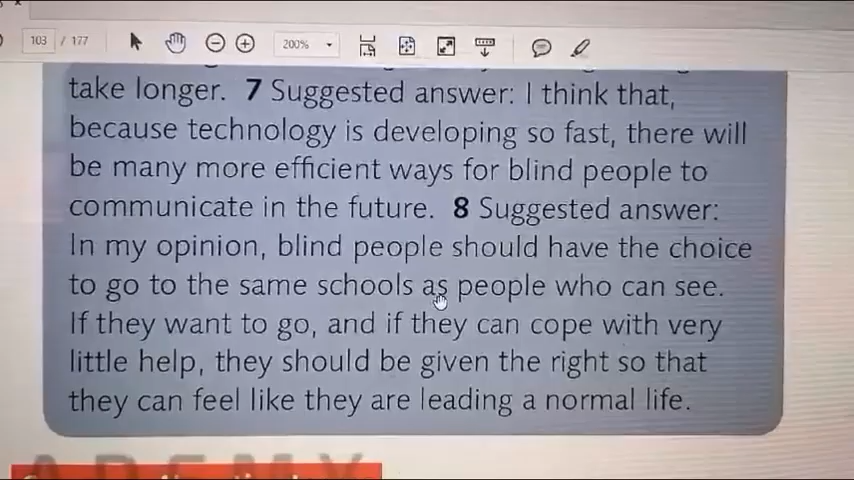 103 / 177
200%
take longer. 7 Suggested answer: I think that,
because technology is developing so fast, there will
be many more efficient ways for blind people to
communicate in the future. 8 Suggested answer:
In my opinion, blind people should have the choice
to go to the same schools as people who can see.
If they want to go, and if they can cope with very
little help, they should be given the right so that
they can feel like they are leading a normal life.